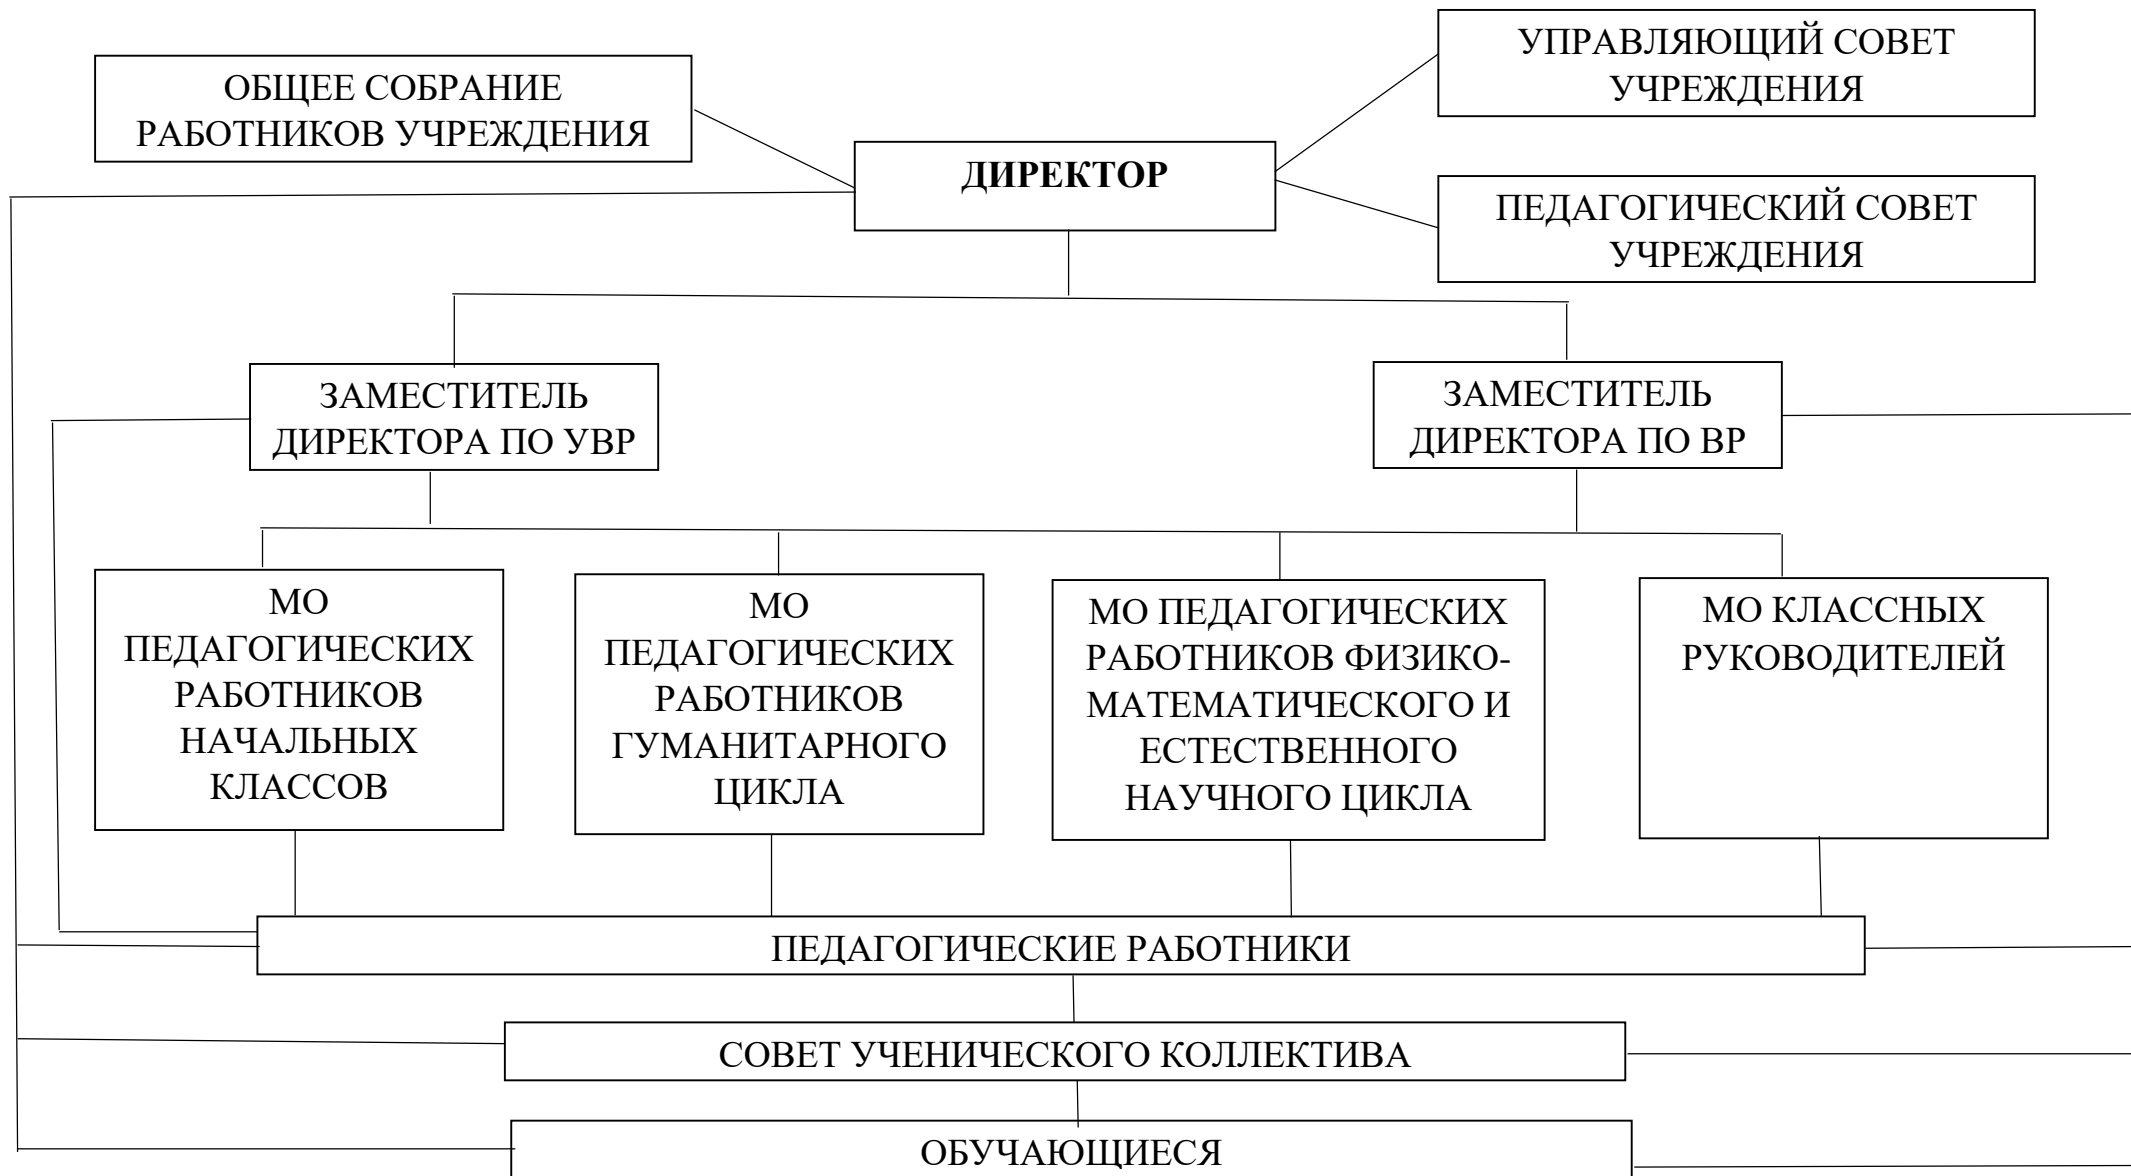 УПРАВЛЯЮЩИЙ СОВЕТ
УЧРЕЖДЕНИЯ
ОБЩЕЕ СОБРАНИЕ
РАБОТНИКОВ УЧРЕЖДЕНИЯ
ДИРЕКТОР
ПЕДАГОГИЧЕСКИЙ СОВЕТ
УЧРЕЖДЕНИЯ
ЗАМЕСТИТЕЛЬ
ДИРЕКТОРА ПО УВР
ЗАМЕСТИТЕЛЬ
ДИРЕКТОРА ПО ВР
МО
ПЕДАГОГИЧЕСКИХ
РАБОТНИКОВ
НАЧАЛЬНЫХ
КЛАССОВ
МО
ПЕДАГОГИЧЕСКИХ
РАБОТНИКОВ
ГУМАНИТАРНОГО
ЦИКЛА
МО ПЕДАГОГИЧЕСКИХ
РАБОТНИКОВ ФИЗИКО-
МАТЕМАТИЧЕСКОГО И
ЕСТЕСТВЕННОГО
НАУЧНОГО ЦИКЛА
МО КЛАССНЫХ
РУКОВОДИТЕЛЕЙ
ПЕДАГОГИЧЕСКИЕ РАБОТНИКИ
СОВЕТ УЧЕНИЧЕСКОГО КОЛЛЕКТИВА
ОБУЧАЮЩИЕСЯ